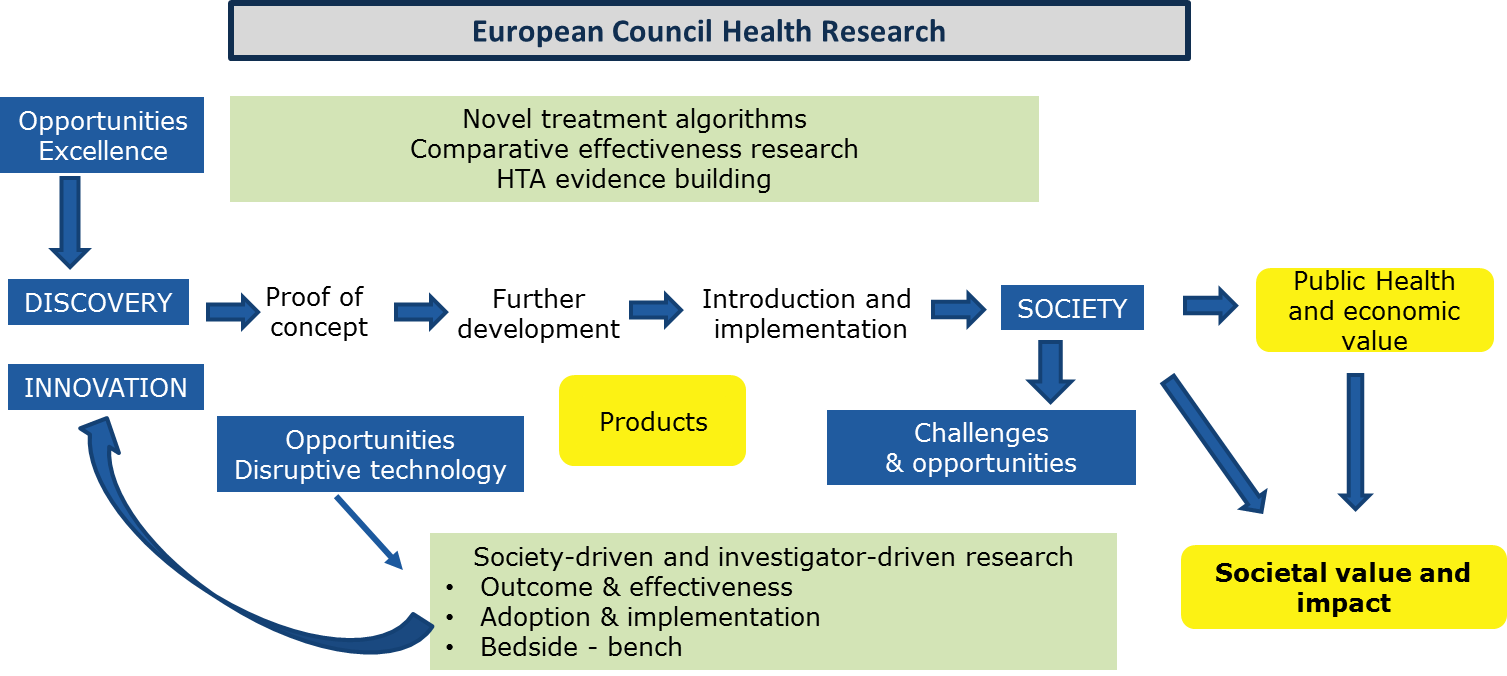 European Council Health Research
Opportunities
Excellence
Novel treatment algorithms
Comparative effectiveness research
HTA evidence building
DISCOVERY
Proof of
concept
Further
development
Introduction and
implementation
SOCIETY
Public Health
and economic
value
INNOVATION
Opportunities
Disruptive technology
Products
Challenges
& opportunities
Society-driven and investigator-driven research
• Outcome & effectiveness
• Adoption & implementation
• Bedside - bench
Societal value and
impact